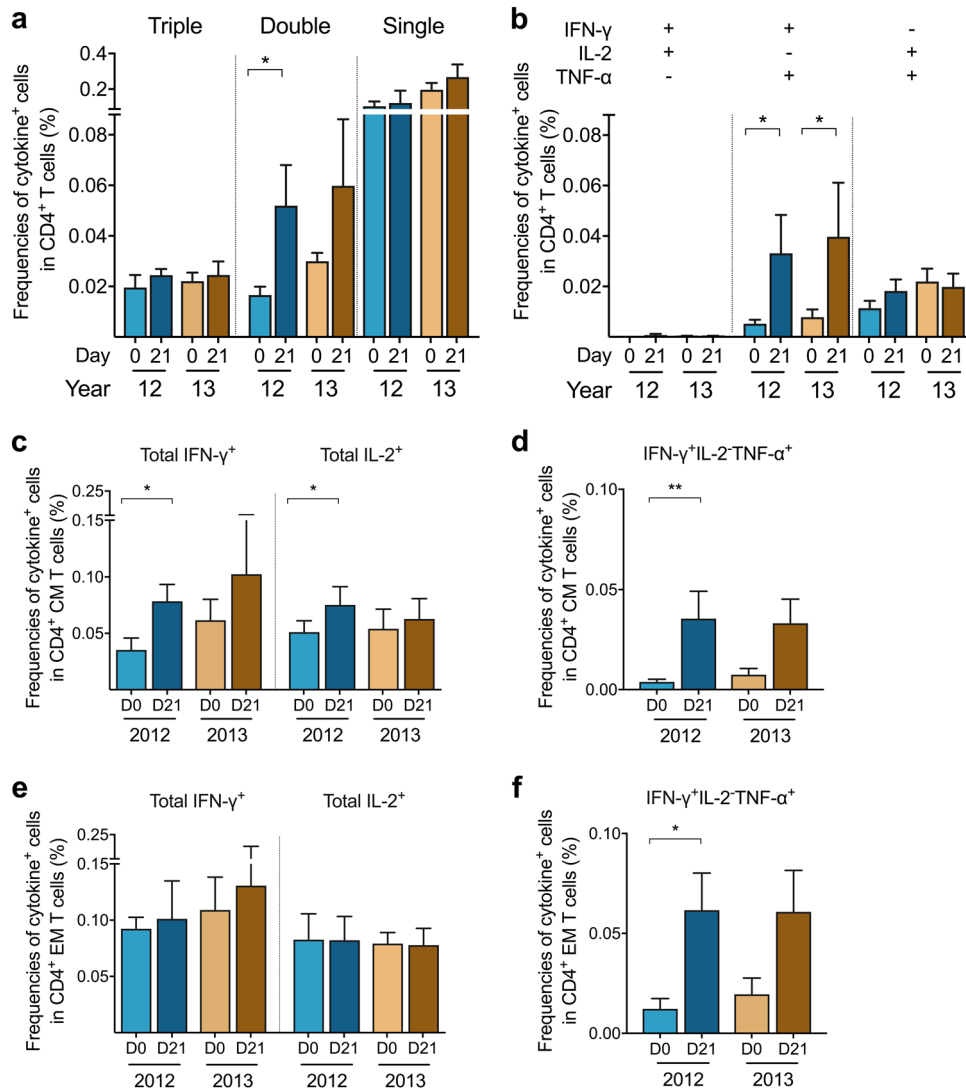 a
Triple Double Single
Frequencies of cytokine⁺ cells
in CD4⁺ T cells (%)
0.4
0.2
0.08
0.06
0.04
0.02
*
Day 0 21 0 21 0 21 0 21 0 21 0 21
Year 12 13 12 13 12 13
b
IFN-γ + + -
IL-2 + - +
TNF-α - + +
Frequencies of cytokine⁺ cells
in CD4⁺ T cells (%)
0.08
0.06
0.04
0.02
* *
Day 0 21 0 21 0 21 0 21 0 21 0 21
Year 12 13 12 13 12 13
c
Total IFN-γ⁺ Total IL-2⁺
Frequencies of cytokine⁺ cells
in CD4⁺ CM T cells (%)
0.25
0.15
0.10
0.05
* *
D0 D21 D0 D21 D0 D21 D0 D21
2012 2013 2012 2013
d
IFN-γ⁺IL-2⁻TNF-α⁺
Frequencies of cytokine⁺ cells
in CD4⁺ CM T cells (%)
0.10
0.05
0.00
**
D0 D21 D0 D21
2012 2013
e
Total IFN-γ⁺ Total IL-2⁺
Frequencies of cytokine⁺ cells
in CD4⁺ EM T cells (%)
0.25
0.15
0.10
0.05
D0 D21 D0 D21 D0 D21 D0 D21
2012 2013 2012 2013
f
IFN-γ⁺IL-2⁻TNF-α⁺
Frequencies of cytokine⁺ cells
in CD4⁺ EM T cells (%)
0.10
0.05
0.00
*
D0 D21 D0 D21
2012 2013